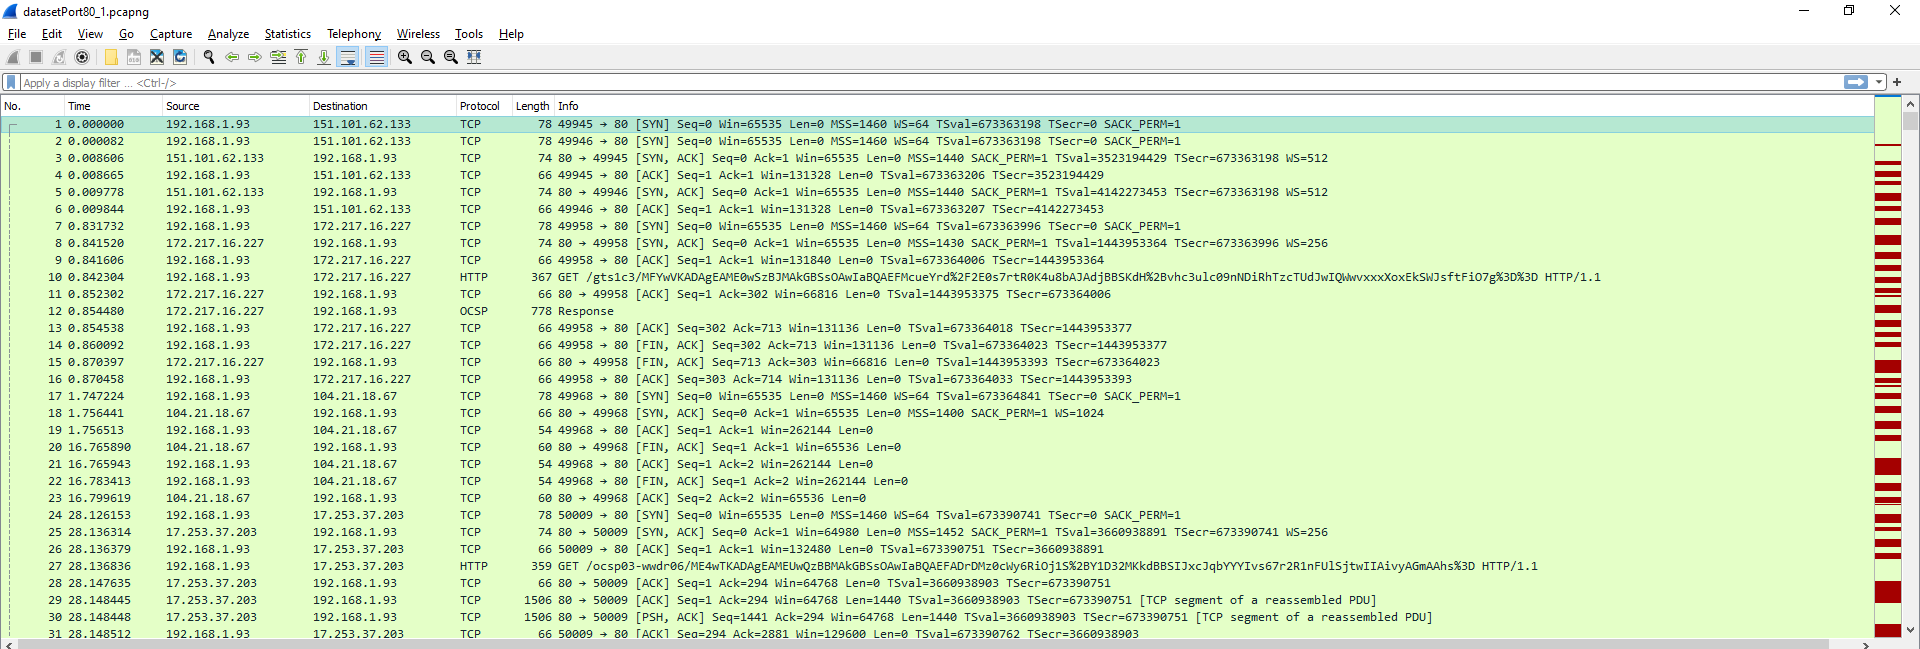 datasetPort80_1.pcapng
File Edit View Go Capture Analyze Statistics Telephony Wireless Tools Help
Apply a display filter ... <Ctrl-/>
No. Time Source Destination Protocol Length Info
1 0.000000 192.168.1.93 151.101.62.133 TCP 78 49945 → 80 [SYN] Seq=0 Win=65535 Len=0 MSS=1460 WS=64 TSval=673363198 TSecr=0 SACK_PERM=1
2 0.000082 192.168.1.93 151.101.62.133 TCP 78 49946 → 80 [SYN] Seq=0 Win=65535 Len=0 MSS=1460 WS=64 TSval=673363198 TSecr=0 SACK_PERM=1
3 0.008606 151.101.62.133 192.168.1.93 TCP 74 80 → 49945 [SYN, ACK] Seq=0 Ack=1 Win=65535 Len=0 MSS=1440 SACK_PERM=1 TSval=3523194429 TSecr=673363198 WS=512
4 0.008665 192.168.1.93 151.101.62.133 TCP 66 49945 → 80 [ACK] Seq=1 Ack=1 Win=131328 Len=0 TSval=673363206 TSecr=3523194429
5 0.009778 151.101.62.133 192.168.1.93 TCP 74 80 → 49946 [SYN, ACK] Seq=0 Ack=1 Win=65535 Len=0 MSS=1440 SACK_PERM=1 TSval=4142273453 TSecr=673363198 WS=512
6 0.009844 192.168.1.93 151.101.62.133 TCP 66 49946 → 80 [ACK] Seq=1 Ack=1 Win=131328 Len=0 TSval=673363207 TSecr=4142273453
7 0.831732 192.168.1.93 172.217.16.227 TCP 78 49958 → 80 [SYN] Seq=0 Win=65535 Len=0 MSS=1460 WS=64 TSval=673363996 TSecr=0 SACK_PERM=1
8 0.841520 172.217.16.227 192.168.1.93 TCP 74 80 → 49958 [SYN, ACK] Seq=0 Ack=1 Win=65535 Len=0 MSS=1430 SACK_PERM=1 TSval=1443953364 TSecr=673363996 WS=256
9 0.841606 192.168.1.93 172.217.16.227 TCP 66 49958 → 80 [ACK] Seq=1 Ack=1 Win=131840 Len=0 TSval=673364006 TSecr=1443953364
10 0.842304 192.168.1.93 172.217.16.227 HTTP 367 GET /gts1c3/MFYwVKADAgEAME0wSzBJMAkGBSsOAwIaBQAEFMcueYrd%2F2E0s7rtR0K4u8bAJAdjBBSKdH%2Bvhc3ulc09nNDiRhTzcTUdJwIQWwvxxxXoxEkSWJsftFiO7g%3D%3D HTTP/1.1
11 0.852302 172.217.16.227 192.168.1.93 TCP 66 80 → 49958 [ACK] Seq=1 Ack=302 Win=66816 Len=0 TSval=1443953375 TSecr=673364006
12 0.854480 172.217.16.227 192.168.1.93 OCSP 778 Response
13 0.854538 192.168.1.93 172.217.16.227 TCP 66 49958 → 80 [ACK] Seq=302 Ack=713 Win=131136 Len=0 TSval=673364018 TSecr=1443953377
14 0.860092 192.168.1.93 172.217.16.227 TCP 66 49958 → 80 [FIN, ACK] Seq=302 Ack=713 Win=131136 Len=0 TSval=673364023 TSecr=1443953377
15 0.870397 172.217.16.227 192.168.1.93 TCP 66 80 → 49958 [FIN, ACK] Seq=713 Ack=303 Win=66816 Len=0 TSval=1443953393 TSecr=673364023
16 0.870458 192.168.1.93 172.217.16.227 TCP 66 49958 → 80 [ACK] Seq=303 Ack=714 Win=131136 Len=0 TSval=673364033 TSecr=1443953393
17 1.747224 192.168.1.93 104.21.18.67 TCP 78 49968 → 80 [SYN] Seq=0 Win=65535 Len=0 MSS=1460 WS=64 TSval=673364841 TSecr=0 SACK_PERM=1
18 1.756441 104.21.18.67 192.168.1.93 TCP 66 80 → 49968 [SYN, ACK] Seq=0 Ack=1 Win=65535 Len=0 MSS=1400 SACK_PERM=1 WS=1024
19 1.756513 192.168.1.93 104.21.18.67 TCP 54 49968 → 80 [ACK] Seq=1 Ack=1 Win=262144 Len=0
20 16.765890 104.21.18.67 192.168.1.93 TCP 60 80 → 49968 [FIN, ACK] Seq=1 Ack=1 Win=65536 Len=0
21 16.765943 192.168.1.93 104.21.18.67 TCP 54 49968 → 80 [ACK] Seq=1 Ack=2 Win=262144 Len=0
22 16.783413 192.168.1.93 104.21.18.67 TCP 54 49968 → 80 [FIN, ACK] Seq=1 Ack=2 Win=262144 Len=0
23 16.799619 104.21.18.67 192.168.1.93 TCP 60 80 → 49968 [ACK] Seq=2 Ack=2 Win=65536 Len=0
24 28.126153 192.168.1.93 17.253.37.203 TCP 78 50009 → 80 [SYN] Seq=0 Win=65535 Len=0 MSS=1460 WS=64 TSval=673390741 TSecr=0 SACK_PERM=1
25 28.136314 17.253.37.203 192.168.1.93 TCP 74 80 → 50009 [SYN, ACK] Seq=0 Ack=1 Win=64980 Len=0 MSS=1452 SACK_PERM=1 TSval=3660938891 TSecr=673390741 WS=256
26 28.136379 192.168.1.93 17.253.37.203 TCP 66 50009 → 80 [ACK] Seq=1 Ack=1 Win=132480 Len=0 TSval=673390751 TSecr=3660938891
27 28.136836 192.168.1.93 17.253.37.203 HTTP 359 GET /ocsp03-wwdr06/ME4wTKADAgEAMEUwQzBBMAkGBSsOAwIaBQAEFADrDMz0cWy6RiOj1S%2BY1D32MKkdBBSIJxcJqbYYYIvs67r2R1nFUlSjtwIIAivyAGmAAhs%3D HTTP/1.1
28 28.147635 17.253.37.203 192.168.1.93 TCP 66 80 → 50009 [ACK] Seq=1 Ack=294 Win=64768 Len=0 TSval=3660938903 TSecr=673390751
29 28.148445 17.253.37.203 192.168.1.93 TCP 1506 80 → 50009 [ACK] Seq=1 Ack=294 Win=64768 Len=1440 TSval=3660938903 TSecr=673390751 [TCP segment of a reassembled PDU]
30 28.148448 17.253.37.203 192.168.1.93 TCP 1506 80 → 50009 [PSH, ACK] Seq=1441 Ack=294 Win=64768 Len=1440 TSval=3660938903 TSecr=673390751 [TCP segment of a reassembled PDU]
31 28.148512 192.168.1.93 17.253.37.203 TCP 66 50009 → 80 [ACK] Seq=294 Ack=2881 Win=129600 Len=0 TSval=673390762 TSecr=3660938903